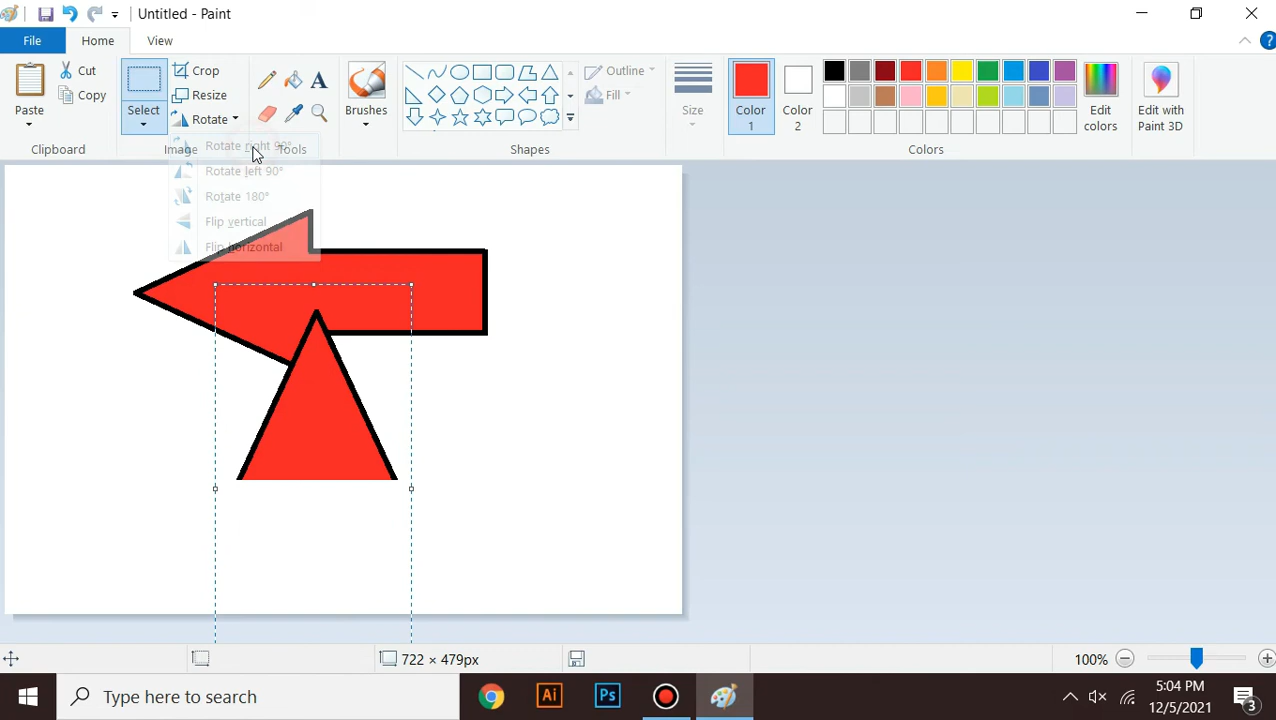 Untitled - Paint
File
Home
View
Paste
Cut
Copy
Clipboard
Select
Crop
Resize
Rotate
Image
Tools
Brushes
Shapes
Outline
Fill
Size
Color 1
Color 2
Edit colors
Edit with Paint 3D
Colors
Rotate right 90°
Rotate left 90°
Rotate 180°
Flip vertical
Flip horizontal
722 × 479px
100%
Type here to search
Ai
Ps
5:04 PM
12/5/2021
3